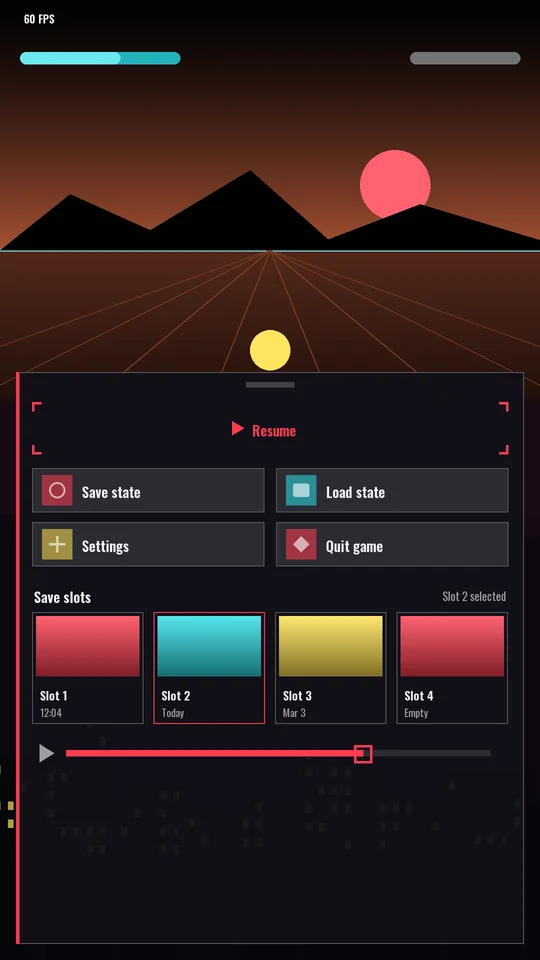 60 FPS
Resume
Save state
Load state
Settings
Quit game
Save slots
Slot 2 selected
Slot 1
12:04
Slot 2
Today
Slot 3
Mar 3
Slot 4
Empty